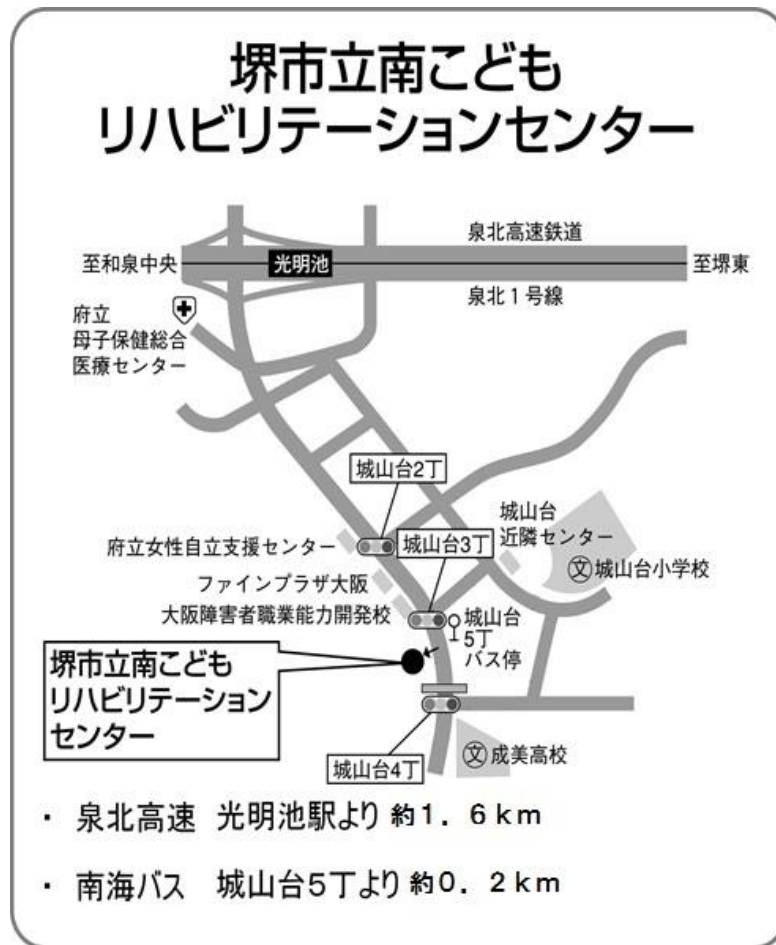 堺市立南こども
リハビリテーションセンター
泉北高速鉄道
至和泉中央
光明池
至堺東
泉北1号線
府立
母子保健総合
医療センター
城山台2丁
城山台
近隣センター
府立女性自立支援センター
城山台3丁
文城山台小学校
ファインプラザ大阪
大阪障害者職業能力開発校
城山台
5丁
バス停
堺市立南こども
リハビリテーション
センター
城山台4丁
文成美高校
・ 泉北高速 光明池駅より 約1.6km
・ 南海バス 城山台5丁より 約0.2km